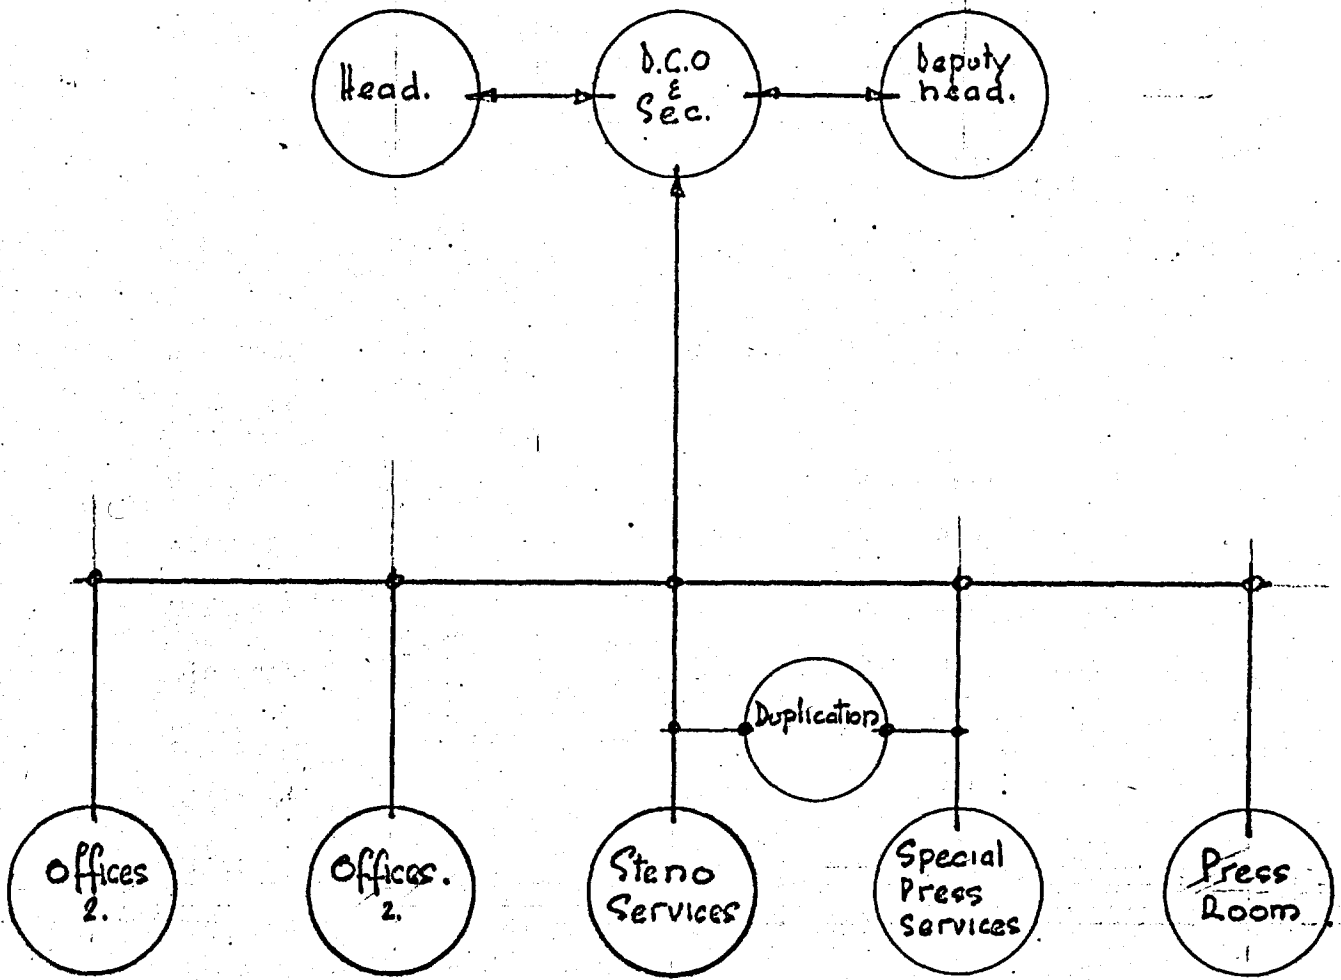 Head.
D.C.O
&
Sec.
Deputy
head.
Duplication
Offices
2.
Offices.
2.
Steno
Services
Special
Press
Services
Press
Room